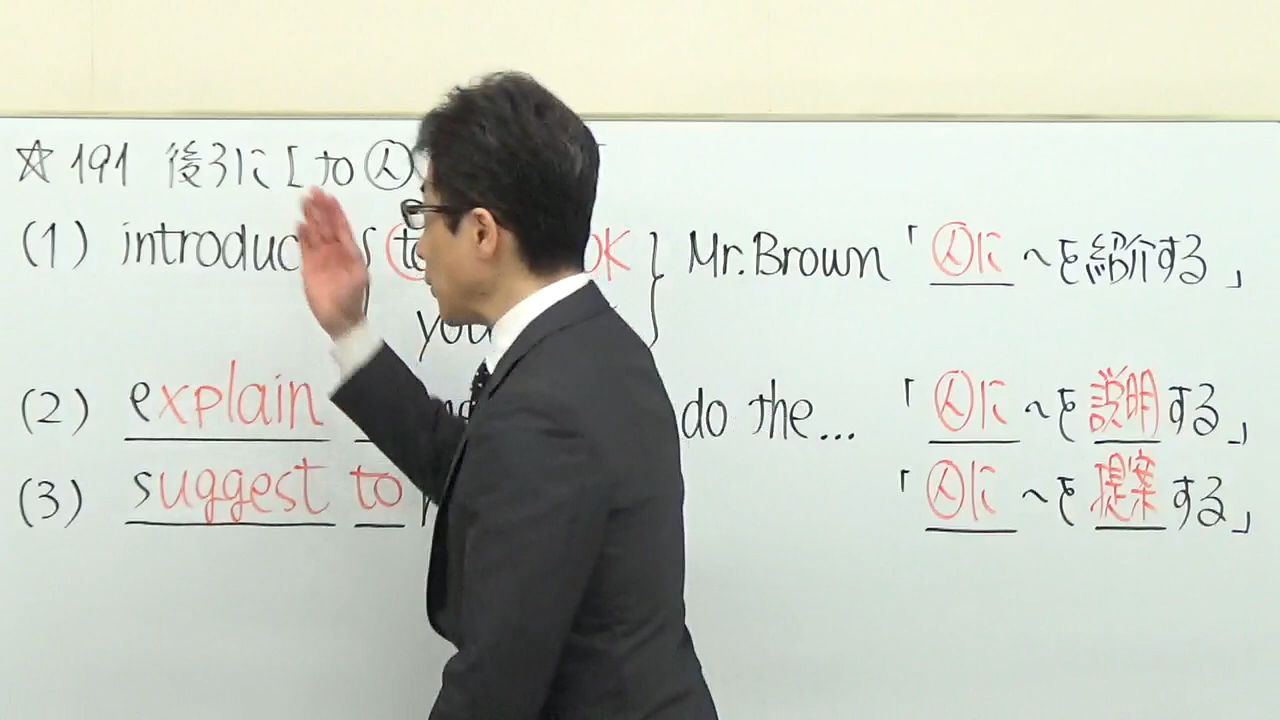 ☆191 後ろに[to 人
(1) introduc { to OK } Mr. Brown 「人に 〜を紹介する」
you
(2) explain do the... 「人に 〜を説明する」
(3) suggest to 「人に 〜を提案する」